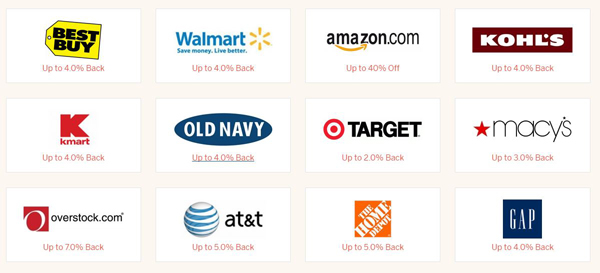 BEST BUY
Up to 4.0% Back
Walmart
Save money. Live better.
Up to 4.0% Back
amazon.com
Up to 40% Off
KOHL'S
Up to 4.0% Back
K
kmart
Up to 4.0% Back
OLD NAVY
Up to 4.0% Back
TARGET
Up to 2.0% Back
macy's
Up to 3.0% Back
O
overstock.com
Up to 7.0% Back
at&t
Up to 5.0% Back
THE HOME DEPOT
Up to 5.0% Back
GAP
Up to 4.0% Back